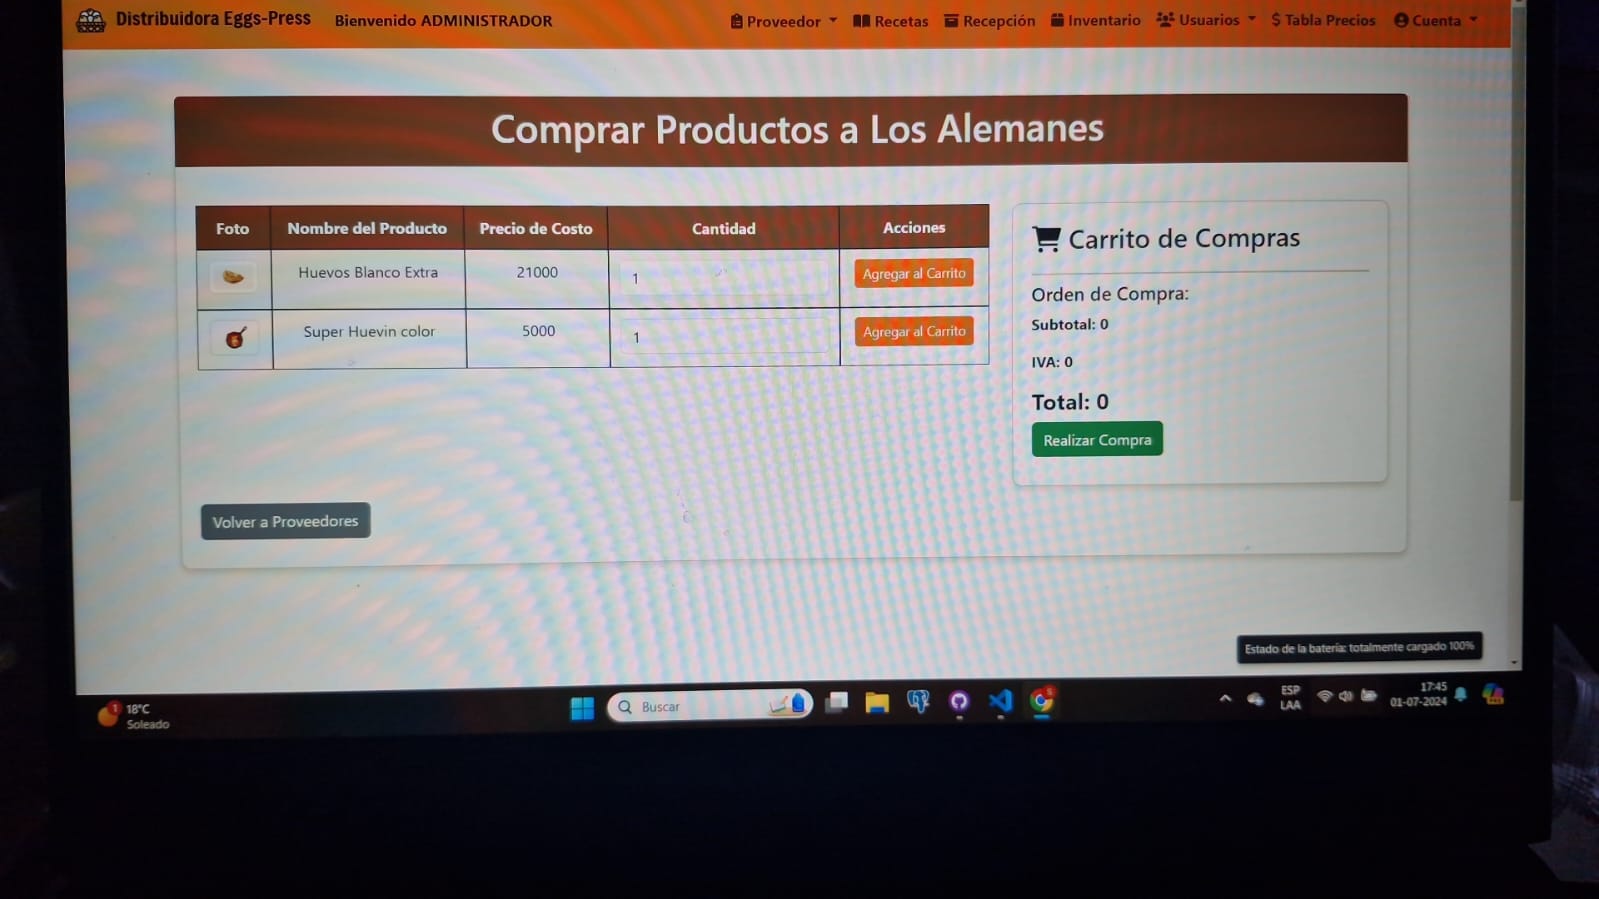 Distribuidora Eggs-Press Bienvenido ADMINISTRADOR Proveedor Recetas Recepción Inventario Usuarios $ Tabla Precios Cuenta
Comprar Productos a Los Alemanes
Foto Nombre del Producto Precio de Costo Cantidad Acciones
Huevos Blanco Extra 21000 1 Agregar al Carrito
Super Huevin color 5000 1 Agregar al Carrito
Carrito de Compras
Orden de Compra:
Subtotal: 0
IVA: 0
Total: 0
Realizar Compra
Volver a Proveedores
Estado de la batería: totalmente cargado 100%
1 18°C
Soleado
Buscar
ESP
LAA
17:45
01-07-2024